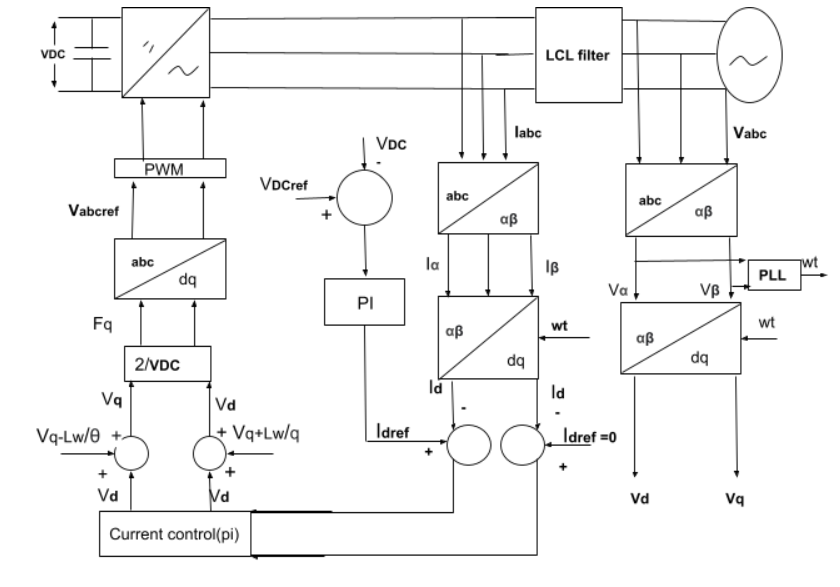 VDC
LCL filter
Iabc
Vabc
VDC
-
VDCref
+
PWM
Vabcref
abc
αβ
abc
αβ
abc
dq
Iα
Iβ
Vα
Vβ
PLL
wt
PI
Fq
αβ
dq
wt
αβ
dq
wt
2/VDC
Id
Id
-
-
Vq
Vd
Idref
+
Idref =0
+
Vq-Lw/θ
+
+
+
Vq+Lw/q
+
Vd
Vd
Vd
Vq
Current control(pi)